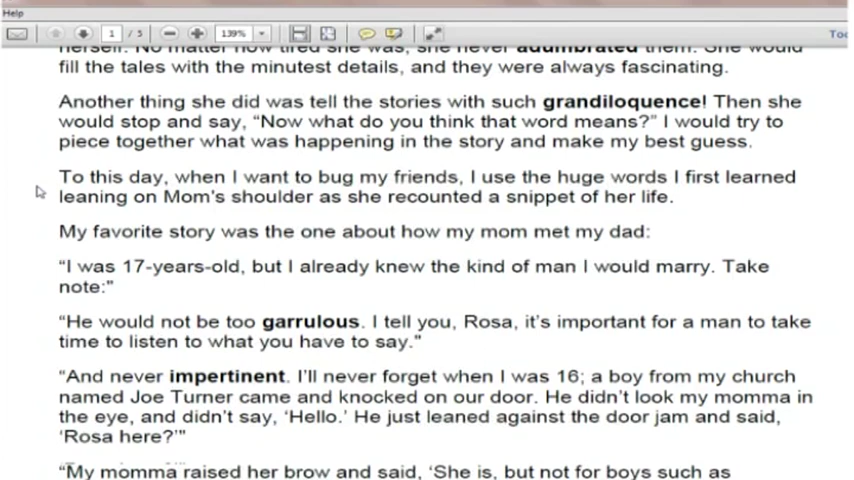 Help
1 / 5
139%
Too
herself. No matter how tired she was, she never adumbrated them. She would
fill the tales with the minutest details, and they were always fascinating.
Another thing she did was tell the stories with such grandiloquence! Then she
would stop and say, “Now what do you think that word means?” I would try to
piece together what was happening in the story and make my best guess.
To this day, when I want to bug my friends, I use the huge words I first learned
leaning on Mom's shoulder as she recounted a snippet of her life.
My favorite story was the one about how my mom met my dad:
“I was 17-years-old, but I already knew the kind of man I would marry. Take
note:"
“He would not be too garrulous. I tell you, Rosa, it’s important for a man to take
time to listen to what you have to say."
“And never impertinent. I’ll never forget when I was 16; a boy from my church
named Joe Turner came and knocked on our door. He didn’t look my momma in
the eye, and didn’t say, ‘Hello.’ He just leaned against the door jam and said,
‘Rosa here?’"
“My momma raised her brow and said, ‘She is, but not for boys such as